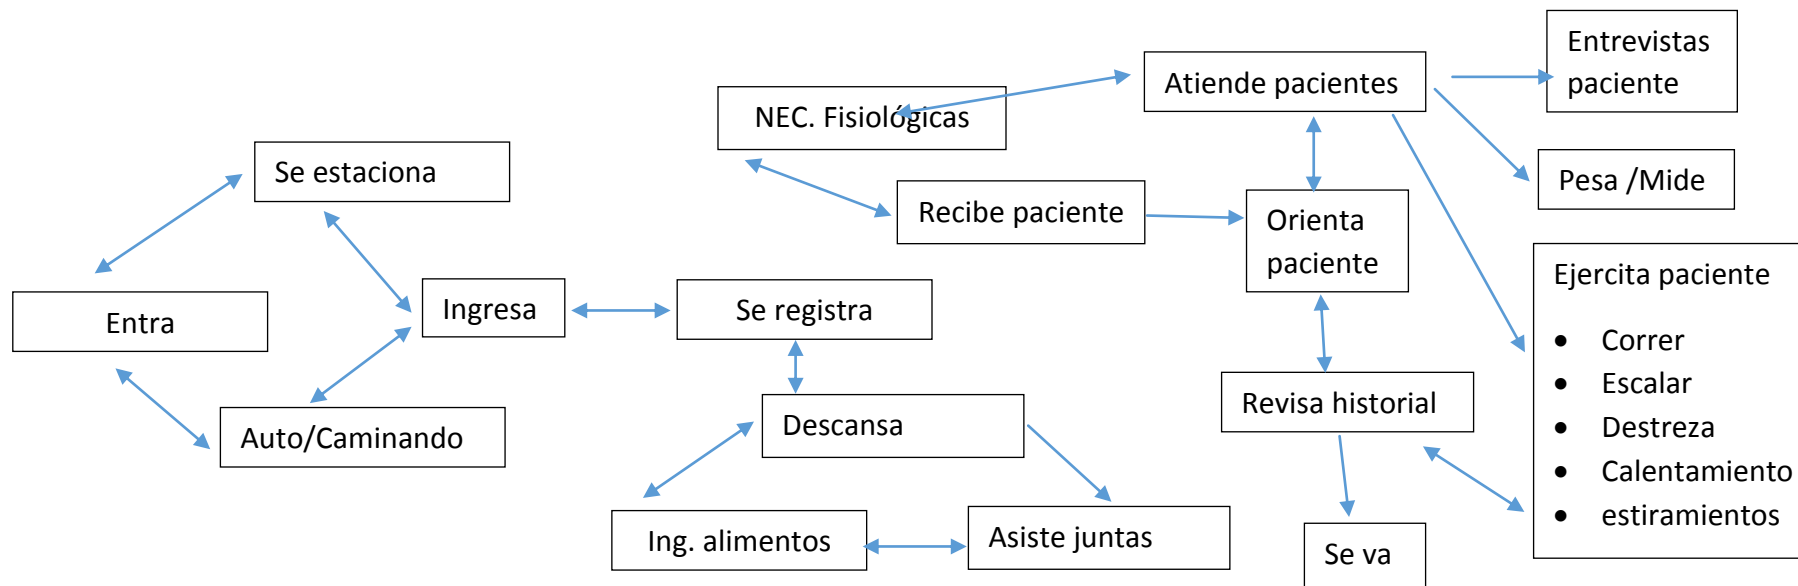 Entrevistas
paciente
Atiende pacientes
NEC. Fisiológicas
Se estaciona
Pesa /Mide
Recibe paciente
Orienta
paciente
Ejercita paciente
Ingresa
Se registra
Entra
• Correr
• Escalar
• Destreza
• Calentamiento
• estiramientos
Revisa historial
Descansa
Auto/Caminando
Ing. alimentos
Asiste juntas
Se va